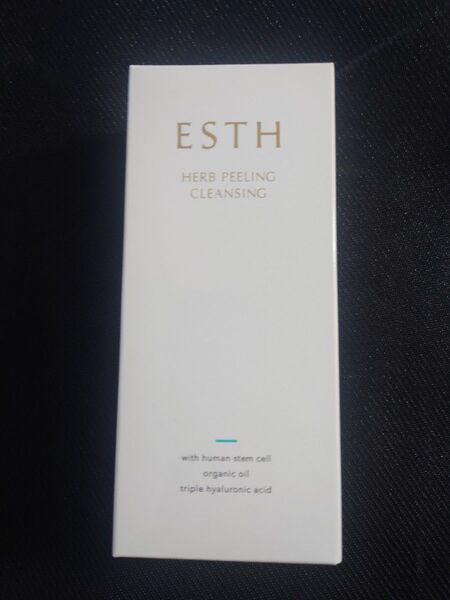 ESTH
HERB PEELING
CLEANSING
with human stem cell
organic oil
triple hyaluronic acid